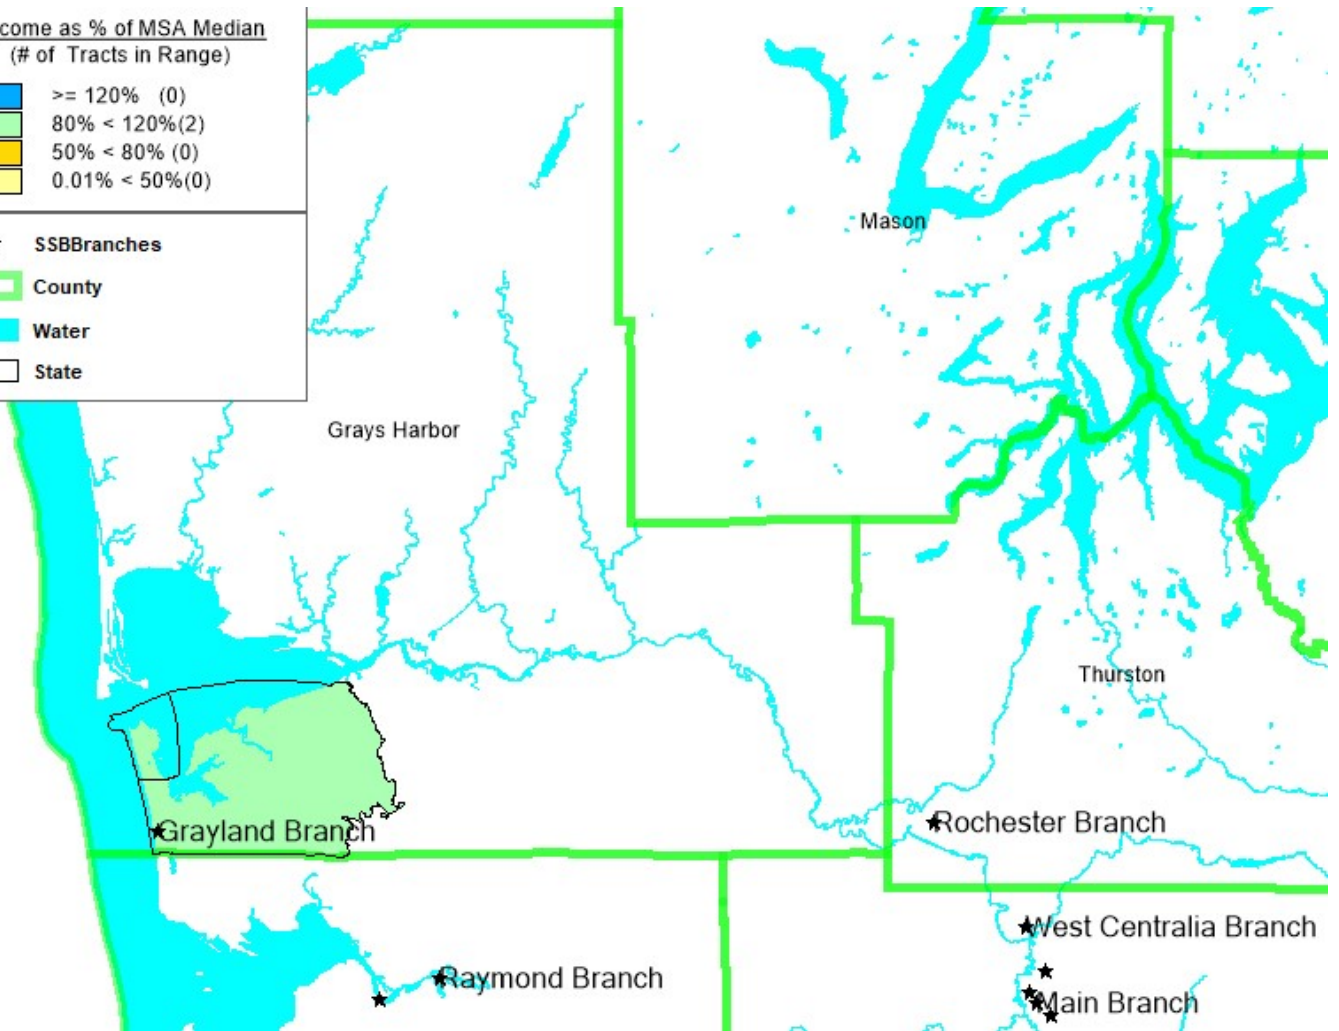 come as % of MSA Median
(# of Tracts in Range)
>= 120% (0)
80% < 120%(2)
50% < 80% (0)
0.01% < 50%(0)
SSBBranches
County
Water
State
Mason
Grays Harbor
Thurston
Grayland Branch
Rochester Branch
West Centralia Branch
Raymond Branch
Main Branch